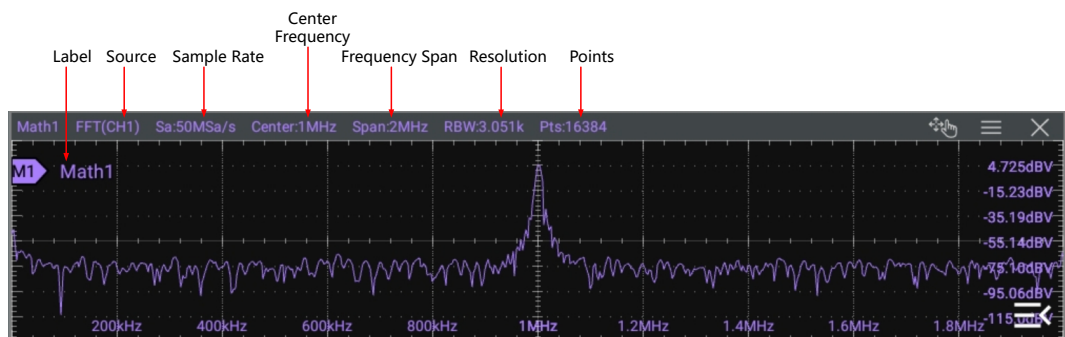 Center
Frequency
Label Source Sample Rate Frequency Span Resolution Points
Math1 FFT(CH1) Sa:50MSa/s Center:1MHz Span:2MHz RBW:3.051k Pts:16384
M1 Math1 4.725dBV
-15.23dBV
-35.19dBV
-55.14dBV
-75.10dBV
-95.06dBV
200kHz 400kHz 600kHz 800kHz 1MHz 1.2MHz 1.4MHz 1.6MHz 1.8MHz